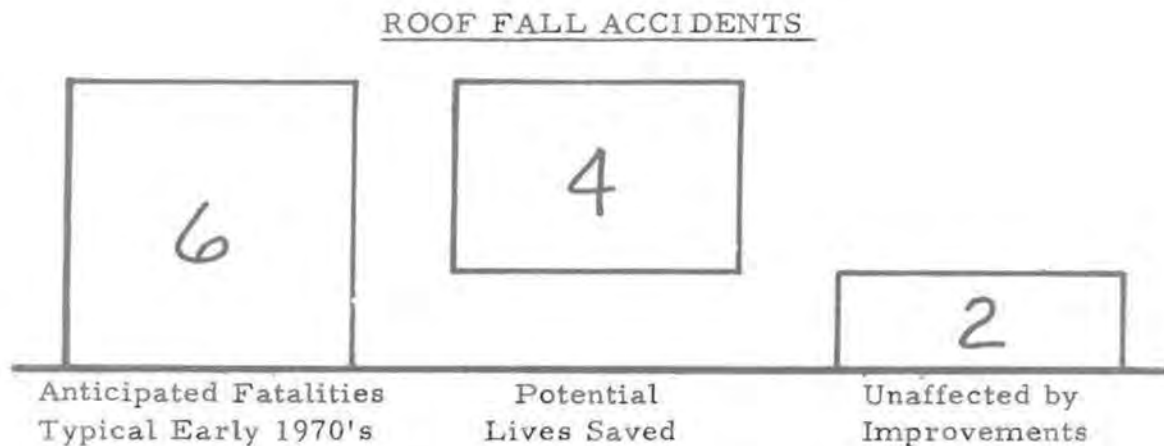 ROOF FALL ACCIDENTS
6
4
2
Anticipated Fatalities
Typical Early 1970's
Potential
Lives Saved
Unaffected by
Improvements